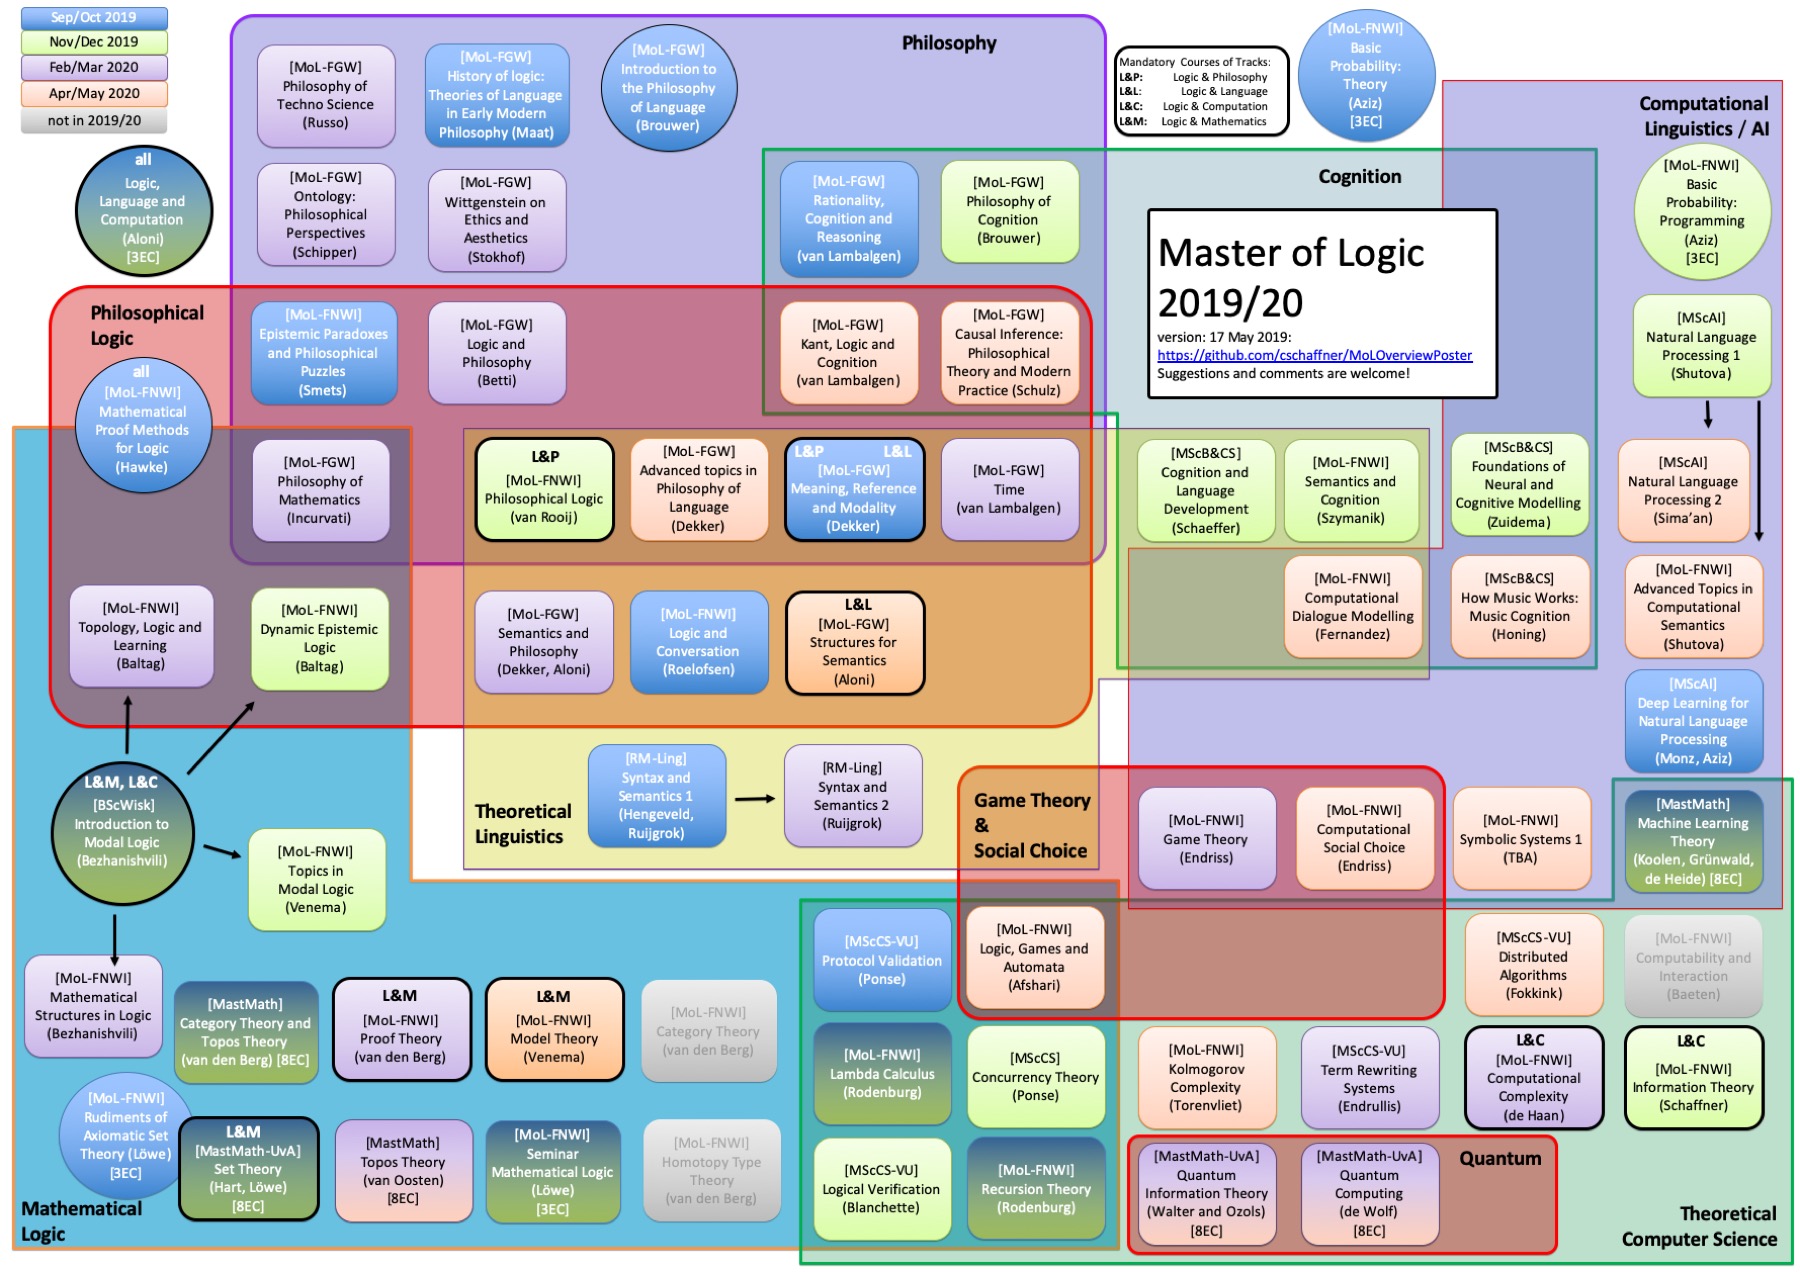 Sep/Oct 2019
Nov/Dec 2019
Feb/Mar 2020
Apr/May 2020
not in 2019/20
all
Logic,
Language and
Computation
(Aloni)
[3EC]
Philosophy
[MoL-FGW]
Philosophy of
Techno Science
(Russo)
[MoL-FGW]
History of logic:
Theories of Language
in Early Modern
Philosophy (Maat)
[MoL-FGW]
Introduction to
the Philosophy
of Language
(Brouwer)
Mandatory Courses of Tracks:
L&P: Logic & Philosophy
L&L: Logic & Language
L&C: Logic & Computation
L&M: Logic & Mathematics
[MoL-FNWI]
Basic
Probability:
Theory
(Aziz)
[3EC]
Computational
Linguistics / AI
[MoL-FGW]
Ontology:
Philosophical
Perspectives
(Schipper)
[MoL-FGW]
Wittgenstein on
Ethics and
Aesthetics
(Stokhof)
[MoL-FGW]
Rationality,
Cognition and
Reasoning
(van Lambalgen)
[MoL-FGW]
Philosophy of
Cognition
(Brouwer)
Cognition
[MoL-FNWI]
Basic
Probability:
Programming
(Aziz)
[3EC]
Master of Logic
2019/20
version: 17 May 2019:
https://github.com/cschaffner/MoLOverviewPoster
Suggestions and comments are welcome!
Philosophical
Logic
all
[MoL-FNWI]
Mathematical
Proof Methods
for Logic
(Hawke)
[MoL-FNWI]
Epistemic Paradoxes
and Philosophical
Puzzles
(Smets)
[MoL-FGW]
Logic and
Philosophy
(Betti)
[MoL-FGW]
Kant, Logic and
Cognition
(van Lambalgen)
[MoL-FGW]
Causal Inference:
Philosophical
Theory and Modern
Practice (Schulz)
[MScAI]
Natural Language
Processing 1
(Shutova)
[MoL-FGW]
Philosophy of
Mathematics
(Incurvati)
L&P
[MoL-FNWI]
Philosophical Logic
(van Rooij)
[MoL-FGW]
Advanced topics in
Philosophy of
Language
(Dekker)
L&P L&L
[MoL-FGW]
Meaning, Reference
and Modality
(Dekker)
[MoL-FGW]
Time
(van Lambalgen)
[MScB&CS]
Cognition and
Language
Development
(Schaeffer)
[MoL-FNWI]
Semantics and
Cognition
(Szymanik)
[MScB&CS]
Foundations of
Neural and
Cognitive Modelling
(Zuidema)
[MScAI]
Natural Language
Processing 2
(Sima'an)
[MoL-FNWI]
Topology, Logic and
Learning
(Baltag)
[MoL-FNWI]
Dynamic Epistemic
Logic
(Baltag)
[MoL-FGW]
Semantics and
Philosophy
(Dekker, Aloni)
[MoL-FNWI]
Logic and
Conversation
(Roelofsen)
L&L
[MoL-FGW]
Structures for
Semantics
(Aloni)
[MoL-FNWI]
Computational
Dialogue Modelling
(Fernandez)
[MScB&CS]
How Music Works:
Music Cognition
(Honing)
[MoL-FNWI]
Advanced Topics in
Computational
Semantics
(Shutova)
[MScAI]
Deep Learning for
Natural Language
Processing
(Monz, Aziz)
L&M, L&C
[BScWisk]
Introduction to
Modal Logic
(Bezhanishvili)
Theoretical
Linguistics
[RM-Ling]
Syntax and
Semantics 1
(Hengeveld,
Ruijgrok)
[RM-Ling]
Syntax and
Semantics 2
(Ruijgrok)
Game Theory
&
Social Choice
[MoL-FNWI]
Game Theory
(Endriss)
[MoL-FNWI]
Computational
Social Choice
(Endriss)
[MoL-FNWI]
Symbolic Systems 1
(TBA)
[MastMath]
Machine Learning
Theory
(Koolen, Grünwald,
de Heide) [8EC]
[MoL-FNWI]
Topics in
Modal Logic
(Venema)
[MScCS-VU]
Protocol Validation
(Ponse)
[MoL-FNWI]
Logic, Games and
Automata
(Afshari)
[MScCS-VU]
Distributed
Algorithms
(Fokkink)
[MoL-FNWI]
Computability and
Interaction
(Baeten)
[MoL-FNWI]
Mathematical
Structures in Logic
(Bezhanishvili)
[MastMath]
Category Theory and
Topos Theory
(van den Berg) [8EC]
L&M
[MoL-FNWI]
Proof Theory
(van den Berg)
L&M
[MoL-FNWI]
Model Theory
(Venema)
[MoL-FNWI]
Category Theory
(van den Berg)
[MoL-FNWI]
Lambda Calculus
(Rodenburg)
[MScCS]
Concurrency Theory
(Ponse)
[MoL-FNWI]
Kolmogorov
Complexity
(Torenvliet)
[MScCS-VU]
Term Rewriting
Systems
(Endrullis)
L&C
[MoL-FNWI]
Computational
Complexity
(de Haan)
L&C
[MoL-FNWI]
Information Theory
(Schaffner)
[MoL-FNWI]
Rudiments of
Axiomatic Set
Theory (Löwe)
[3EC]
L&M
[MastMath-UvA]
Set Theory
(Hart, Löwe)
[8EC]
[MastMath]
Topos Theory
(van Oosten)
[8EC]
[MoL-FNWI]
Seminar
Mathematical Logic
(Löwe)
[3EC]
[MoL-FNWI]
Homotopy Type
Theory
(van den Berg)
[MScCS-VU]
Logical Verification
(Blanchette)
[MoL-FNWI]
Recursion Theory
(Rodenburg)
[MastMath-UvA]
Quantum
Information Theory
(Walter and Ozols)
[8EC]
[MastMath-UvA]
Quantum
Computing
(de Wolf)
[8EC]
Quantum
Mathematical
Logic
Theoretical
Computer Science